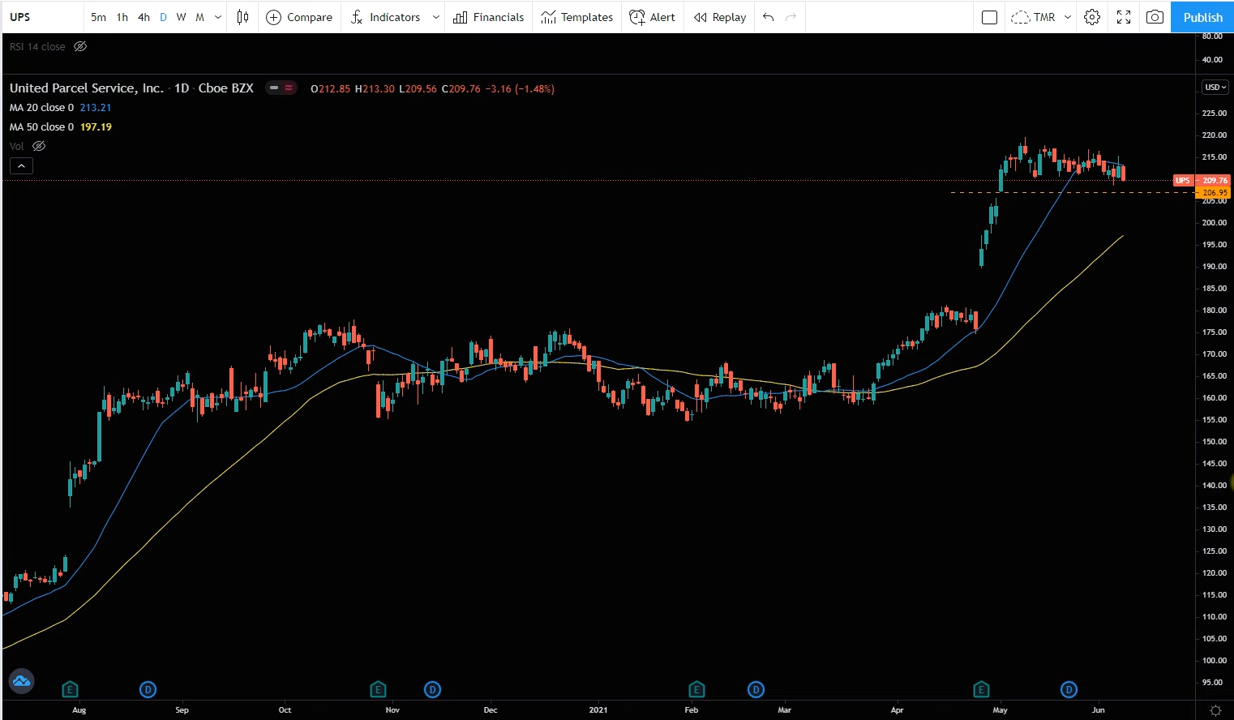 UPS 5m 1h 4h D W M Compare Indicators Financials Templates Alert Replay TMR Publish
RSI 14 close
80.00
40.00
United Parcel Service, Inc. · 1D · Cboe BZX O212.85 H213.30 L209.56 C209.76 −3.16 (−1.48%)
USD
MA 20 close 0 213.21
MA 50 close 0 197.19
Vol
225.00
220.00
215.00
UPS 209.76
206.95
205.00
200.00
195.00
190.00
185.00
180.00
175.00
170.00
165.00
160.00
155.00
150.00
145.00
140.00
135.00
130.00
125.00
120.00
115.00
110.00
105.00
100.00
95.00
E D E D E D E D
Aug Sep Oct Nov Dec 2021 Feb Mar Apr May Jun